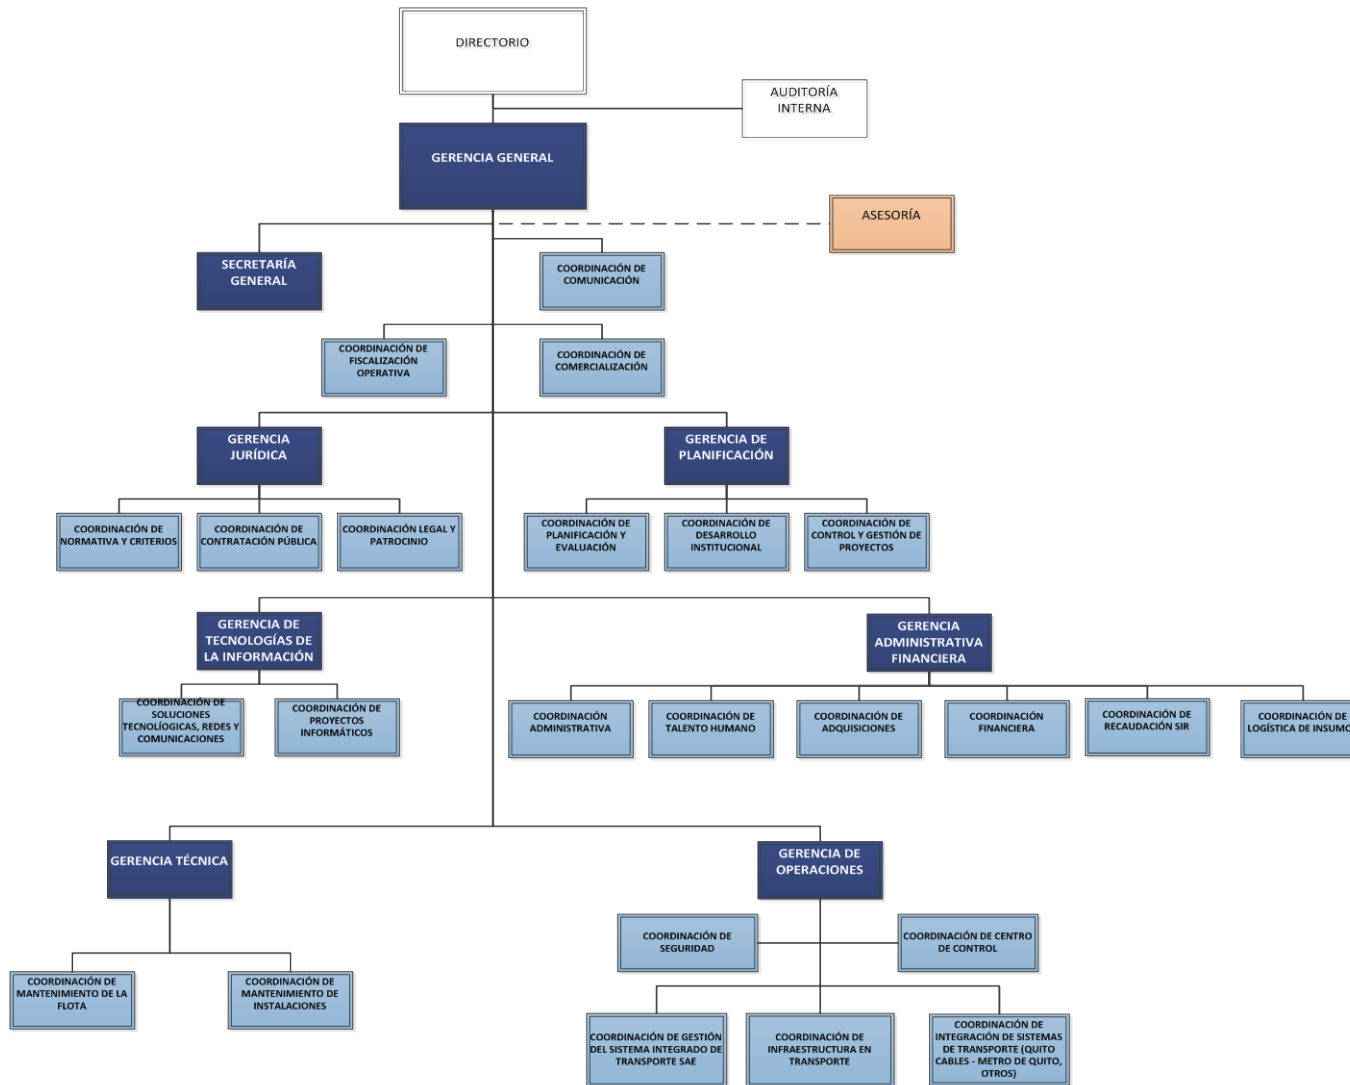 DIRECTORIO
AUDITORÍA
INTERNA
GERENCIA GENERAL
ASESORÍA
SECRETARÍA
GENERAL
COORDINACIÓN DE
COMUNICACIÓN
COORDINACIÓN DE
FISCALIZACIÓN
OPERATIVA
COORDINACIÓN DE
COMERCIALIZACIÓN
GERENCIA
JURÍDICA
GERENCIA DE
PLANIFICACIÓN
COORDINACIÓN DE
NORMATIVA Y CRITERIOS
COORDINACIÓN DE
CONTRATACIÓN PÚBLICA
COORDINACIÓN LEGAL Y
PATROCINIO
COORDINACIÓN DE
PLANIFICACIÓN Y
EVALUACIÓN
COORDINACIÓN DE
DESARROLLO
INSTITUCIONAL
COORDINACIÓN DE
CONTROL Y GESTIÓN DE
PROYECTOS
GERENCIA DE
TECNOLOGÍAS DE
LA INFORMACIÓN
GERENCIA
ADMINISTRATIVA
FINANCIERA
COORDINACIÓN DE
SOLUCIONES
TECNOLÍOGICAS, REDES Y
COMUNICACIONES
COORDINACIÓN DE
PROYECTOS
INFORMÁTICOS
COORDINACIÓN
ADMINISTRATIVA
COORDINACIÓN DE
TALENTO HUMANO
COORDINACIÓN DE
ADQUISICIONES
COORDINACIÓN
FINANCIERA
COORDINACIÓN DE
RECAUDACIÓN SIR
COORDINACIÓN DE
LOGÍSTICA DE INSUMO
GERENCIA TÉCNICA
GERENCIA DE
OPERACIONES
COORDINACIÓN DE
SEGURIDAD
COORDINACIÓN DE CENTRO
DE CONTROL
COORDINACIÓN DE
MANTENIMIENTO DE LA
FLOTA
COORDINACIÓN DE
MANTENIMIENTO DE
INSTALACIONES
COORDINACIÓN DE GESTIÓN
DEL SISTEMA INTEGRADO DE
TRANSPORTE SAE
COORDINACIÓN DE
INFRAESTRUCTURA EN
TRANSPORTE
COORDINACIÓN DE
INTEGRACIÓN DE SISTEMAS
DE TRANSPORTE (QUITO
CABLES - METRO DE QUITO,
OTROS)